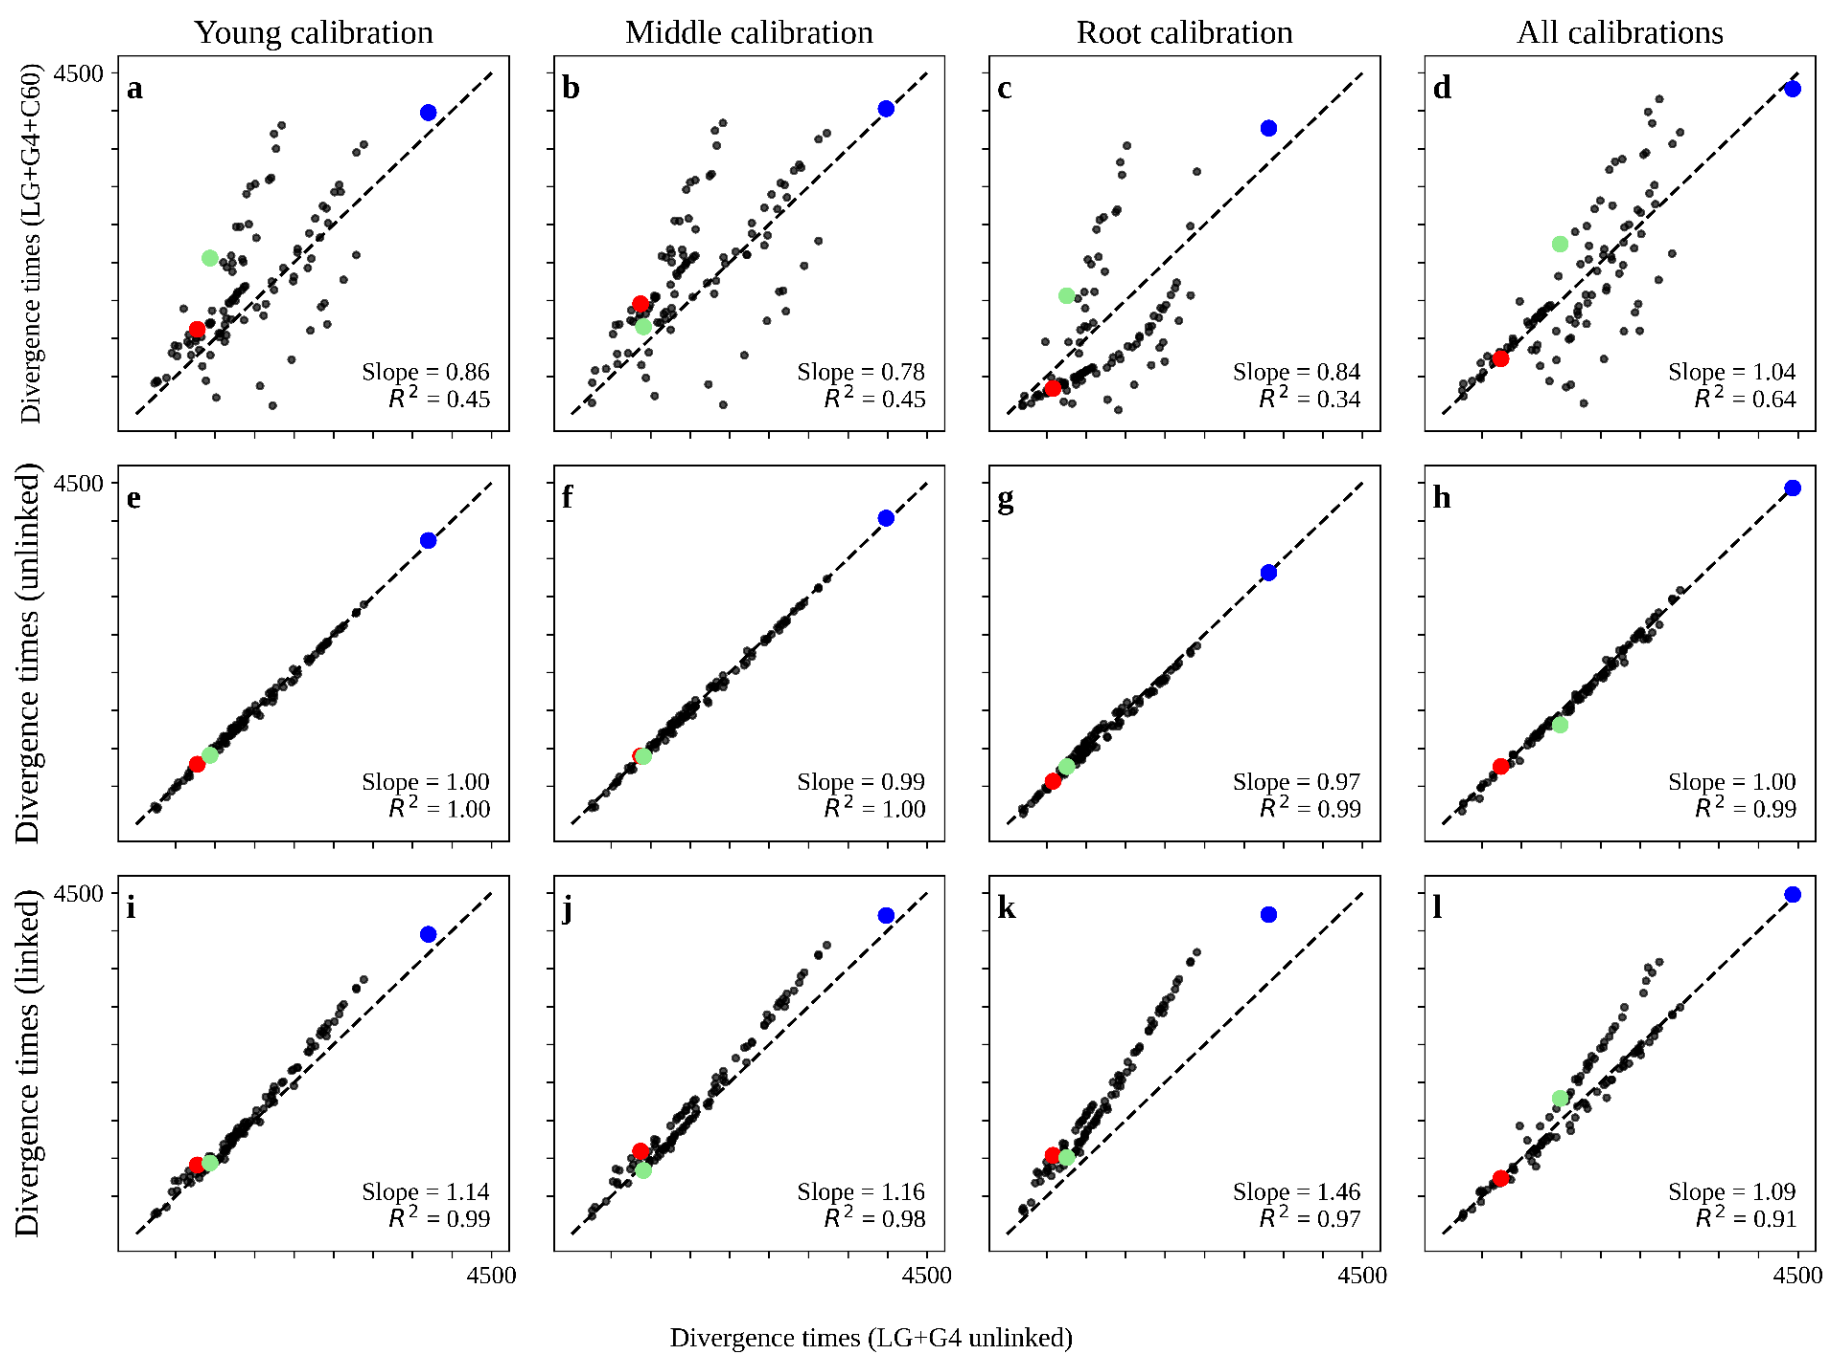 Young calibration
Middle calibration
Root calibration
All calibrations
Divergence times (LG+G4+C60)
4500
a
Slope = 0.86
R² = 0.45
b
Slope = 0.78
R² = 0.45
c
Slope = 0.84
R² = 0.34
d
Slope = 1.04
R² = 0.64
Divergence times (unlinked)
4500
e
Slope = 1.00
R² = 1.00
f
Slope = 0.99
R² = 1.00
g
Slope = 0.97
R² = 0.99
h
Slope = 1.00
R² = 0.99
Divergence times (linked)
4500
i
Slope = 1.14
R² = 0.99
j
Slope = 1.16
R² = 0.98
k
Slope = 1.46
R² = 0.97
l
Slope = 1.09
R² = 0.91
4500
4500
4500
4500
Divergence times (LG+G4 unlinked)